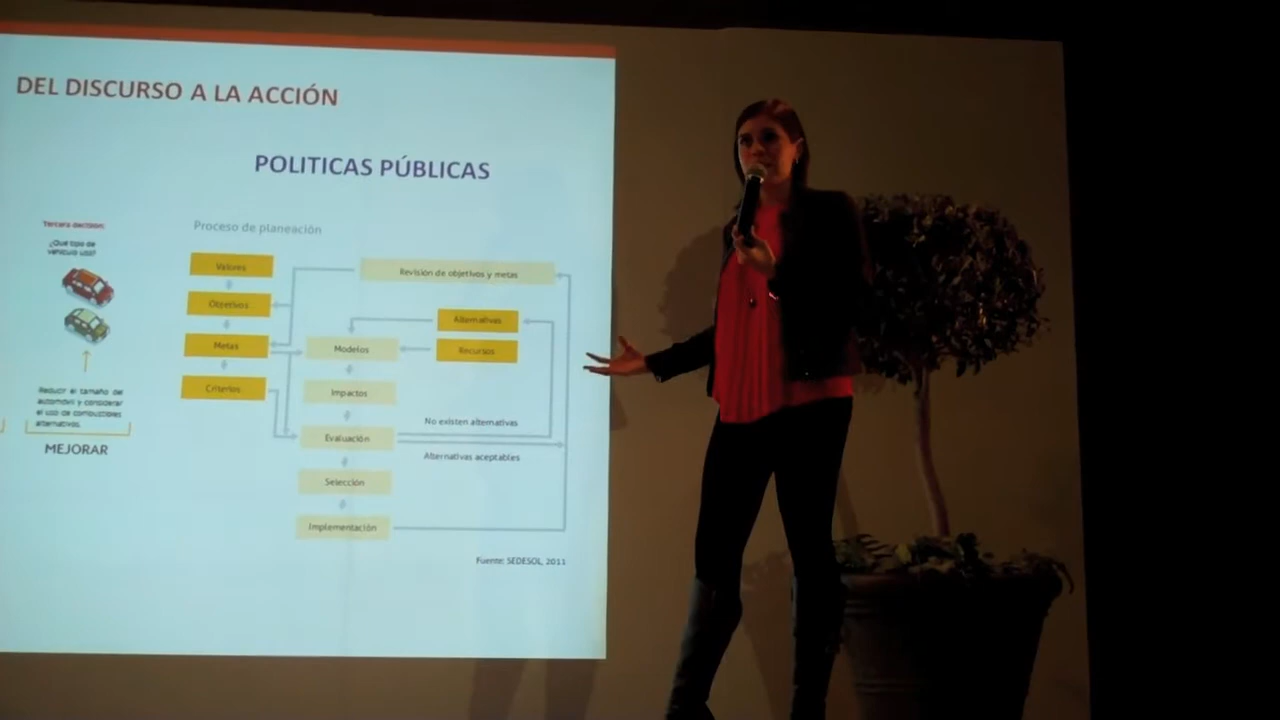 DEL DISCURSO A LA ACCIÓN
POLITICAS PÚBLICAS
Tercera decisión:
¿Qué tipo de
vehículo uso?
Reducir el tamaño del
automóvil y considerar
el uso de combustibles
alternativos.
MEJORAR
Proceso de planeación
Valores
Objetivos
Metas
Criterios
Revisión de objetivos y metas
Alternativas
Recursos
Modelos
Impactos
Evaluación
Selección
Implementación
No existen alternativas
Alternativas aceptables
Fuente: SEDESOL, 2011